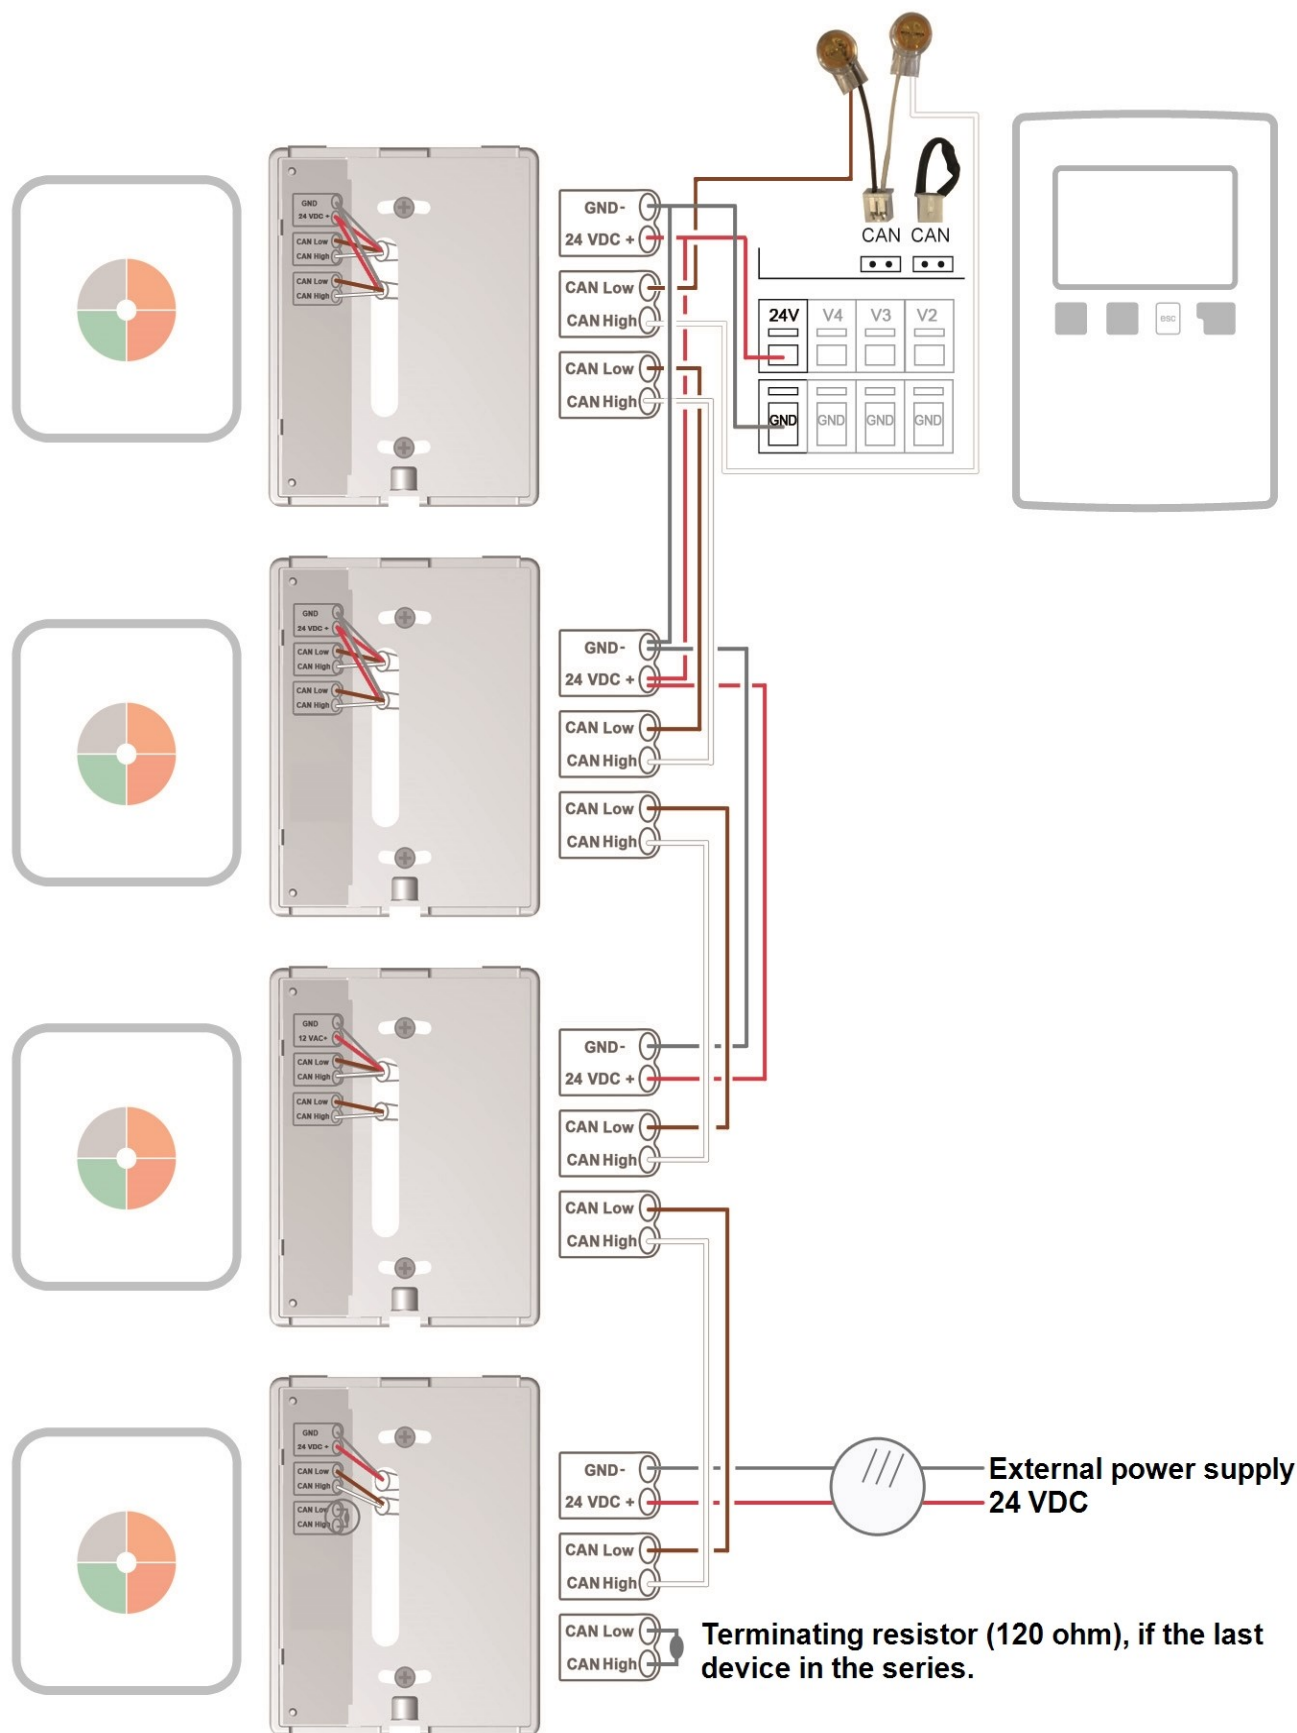 CAN CAN
24V V4 V3 V2
GND GND GND GND
esc
GND
24 VDC +
CAN Low
CAN High
CAN Low
CAN High
GND-
24 VDC +
CAN Low
CAN High
CAN Low
CAN High
GND
24 VDC +
CAN Low
CAN High
CAN Low
CAN High
GND-
24 VDC +
CAN Low
CAN High
CAN Low
CAN High
GND
12 VAC+
CAN Low
CAN High
CAN Low
CAN High
GND-
24 VDC +
CAN Low
CAN High
CAN Low
CAN High
GND
24 VDC +
CAN Low
CAN High
CAN Low
CAN High
GND-
24 VDC +
CAN Low
CAN High
CAN Low
CAN High
External power supply
24 VDC
Terminating resistor (120 ohm), if the last
device in the series.